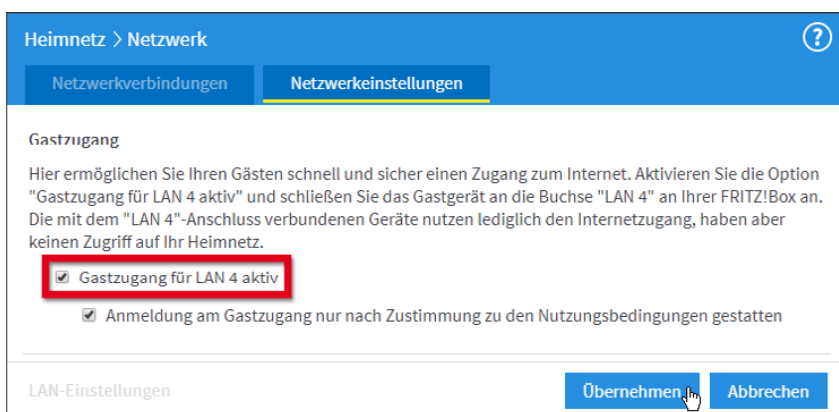 Heimnetz > Netzwerk
?
Netzwerkverbindungen Netzwerkeinstellungen
Gastzugang
Hier ermöglichen Sie Ihren Gästen schnell und sicher einen Zugang zum Internet. Aktivieren Sie die Option
"Gastzugang für LAN 4 aktiv" und schließen Sie das Gastgerät an die Buchse "LAN 4" an Ihrer FRITZ!Box an.
Die mit dem "LAN 4"-Anschluss verbundenen Geräte nutzen lediglich den Internetzugang, haben aber
keinen Zugriff auf Ihr Heimnetz.
Gastzugang für LAN 4 aktiv
Anmeldung am Gastzugang nur nach Zustimmung zu den Nutzungsbedingungen gestatten
LAN-Einstellungen
Übernehmen Abbrechen